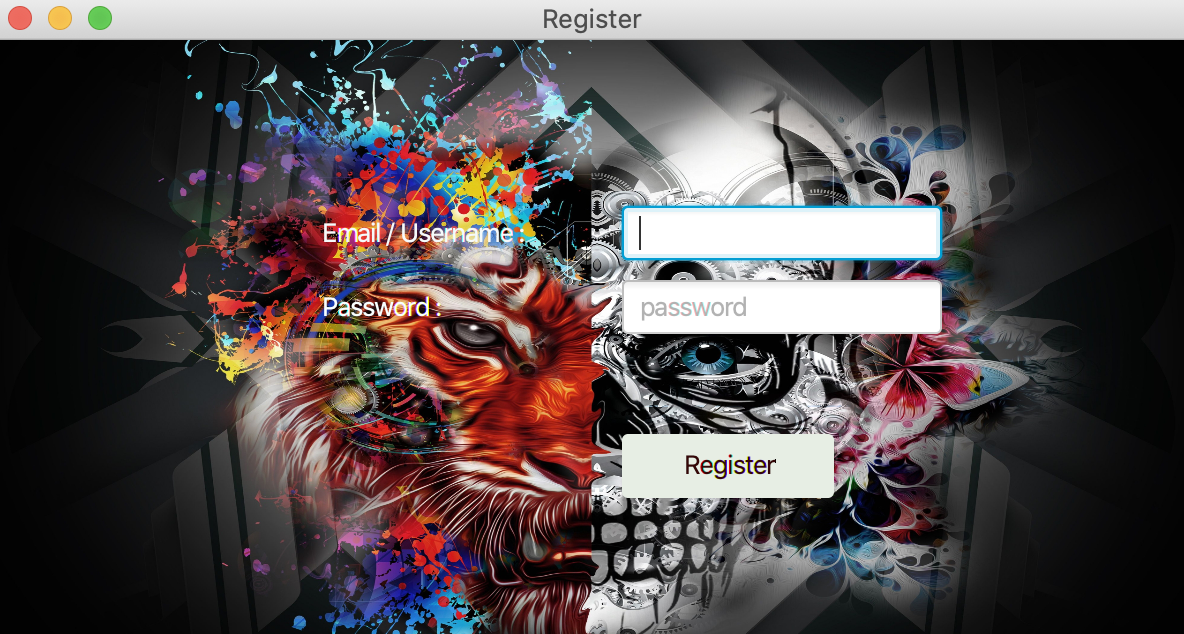 Register
Email / Username :
Password :
password
Register